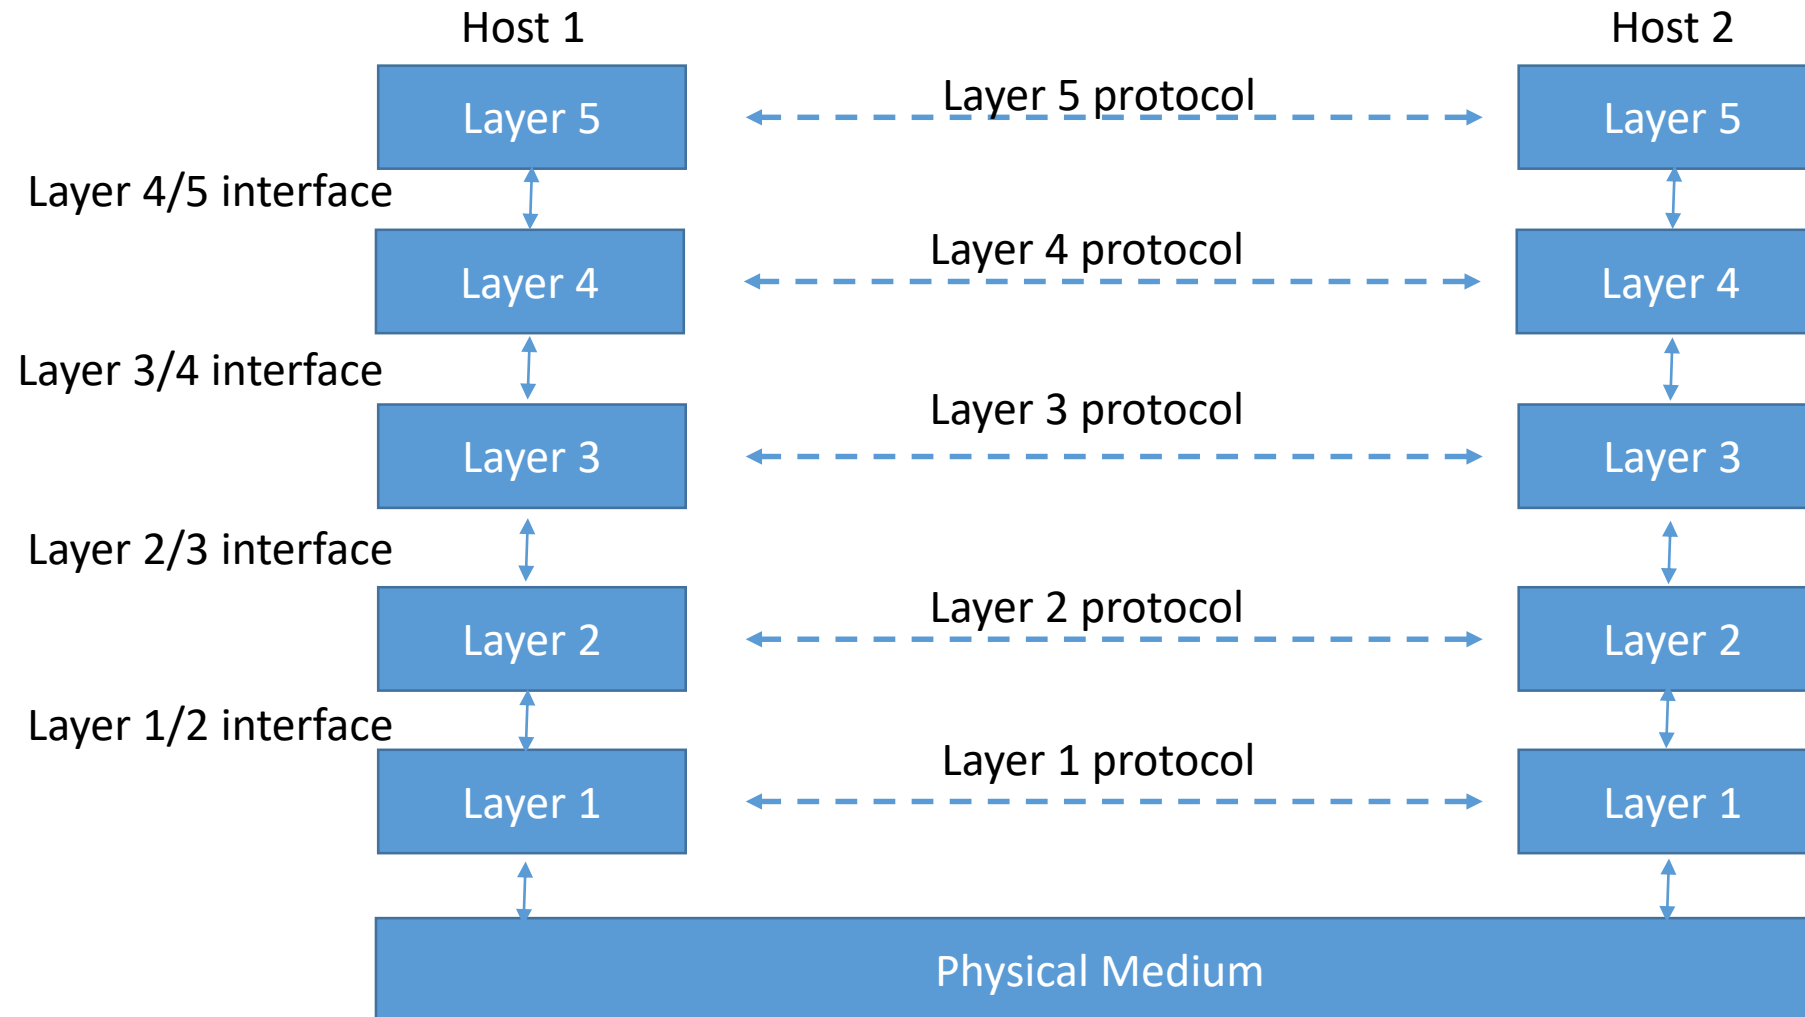 Host 1
Host 2
Layer 5
Layer 5 protocol
Layer 5
Layer 4/5 interface
Layer 4
Layer 4 protocol
Layer 4
Layer 3/4 interface
Layer 3
Layer 3 protocol
Layer 3
Layer 2/3 interface
Layer 2
Layer 2 protocol
Layer 2
Layer 1/2 interface
Layer 1
Layer 1 protocol
Layer 1
Physical Medium